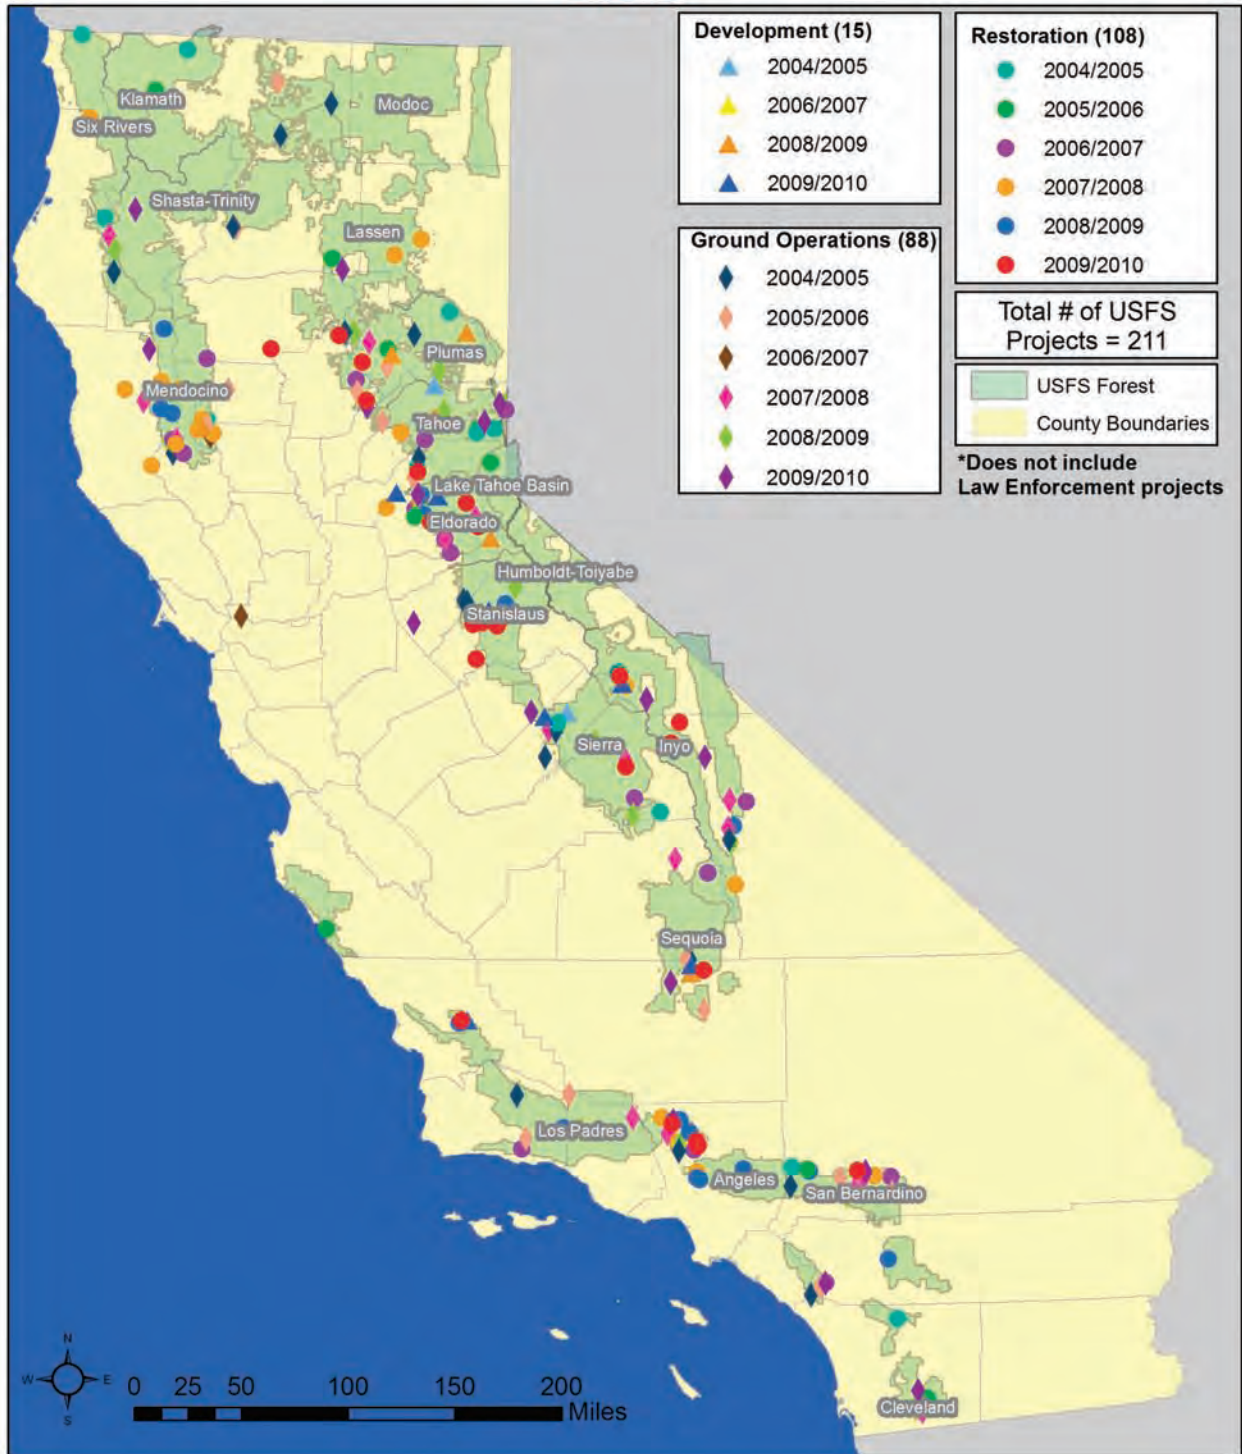 Development (15)
2004/2005
2006/2007
2008/2009
2009/2010
Restoration (108)
2004/2005
2005/2006
2006/2007
2007/2008
2008/2009
2009/2010
Ground Operations (88)
2004/2005
2005/2006
2006/2007
2007/2008
2008/2009
2009/2010
Total # of USFS
Projects = 211
USFS Forest
County Boundaries
*Does not include
Law Enforcement projects
Klamath
Modoc
Six Rivers
Shasta-Trinity
Lassen
Plumas
Mendocino
Tahoe
Lake Tahoe Basin
Eldorado
Humboldt-Toiyabe
Stanislaus
Sierra
Inyo
Sequoia
Los Padres
Angeles
San Bernardino
Cleveland
N
W
E
S
0 25 50 100 150 200
Miles